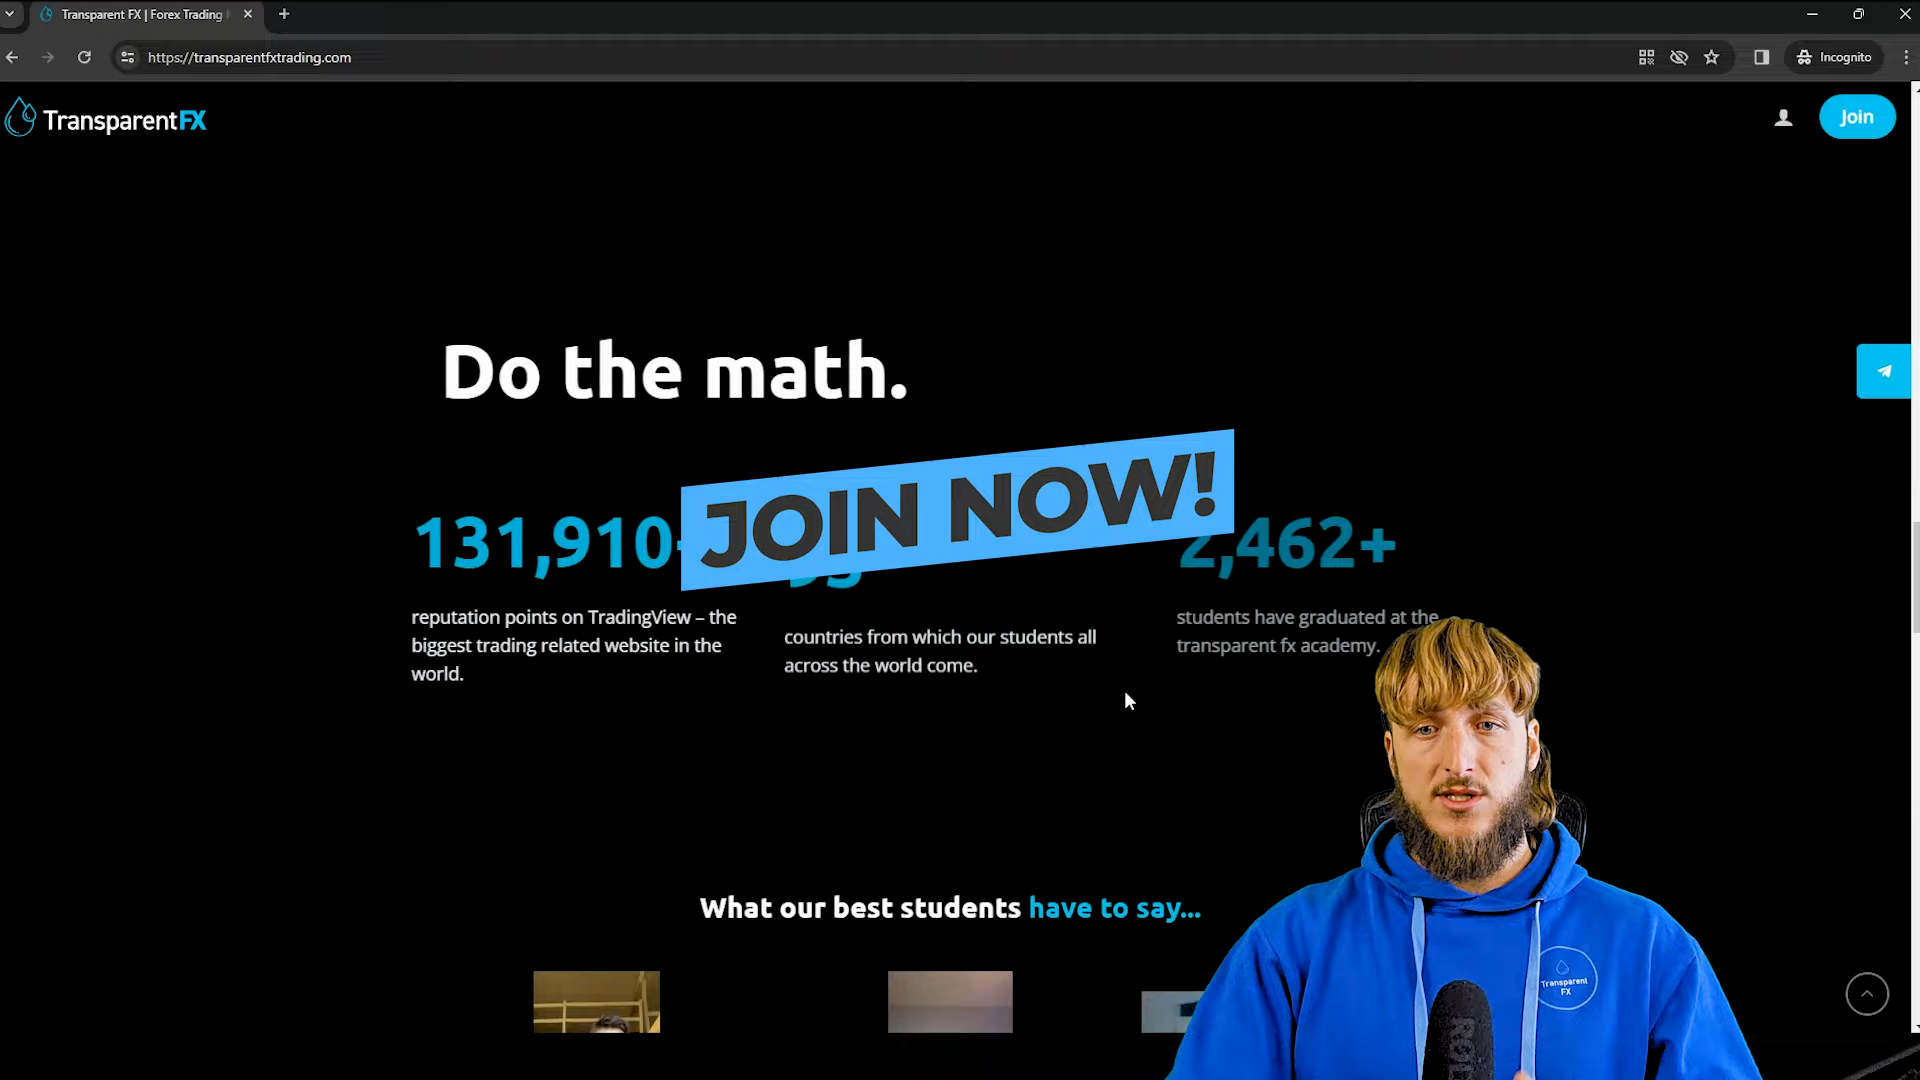 Transparent FX | Forex Trading
https://transparentfxtrading.com
Incognito
TransparentFX
Join
Do the math.
JOIN NOW!
131,910
2,462+
reputation points on TradingView – the
biggest trading related website in the
world.
countries from which our students all
across the world come.
students have graduated at the
transparent fx academy.
What our best students have to say...
Transparent
FX